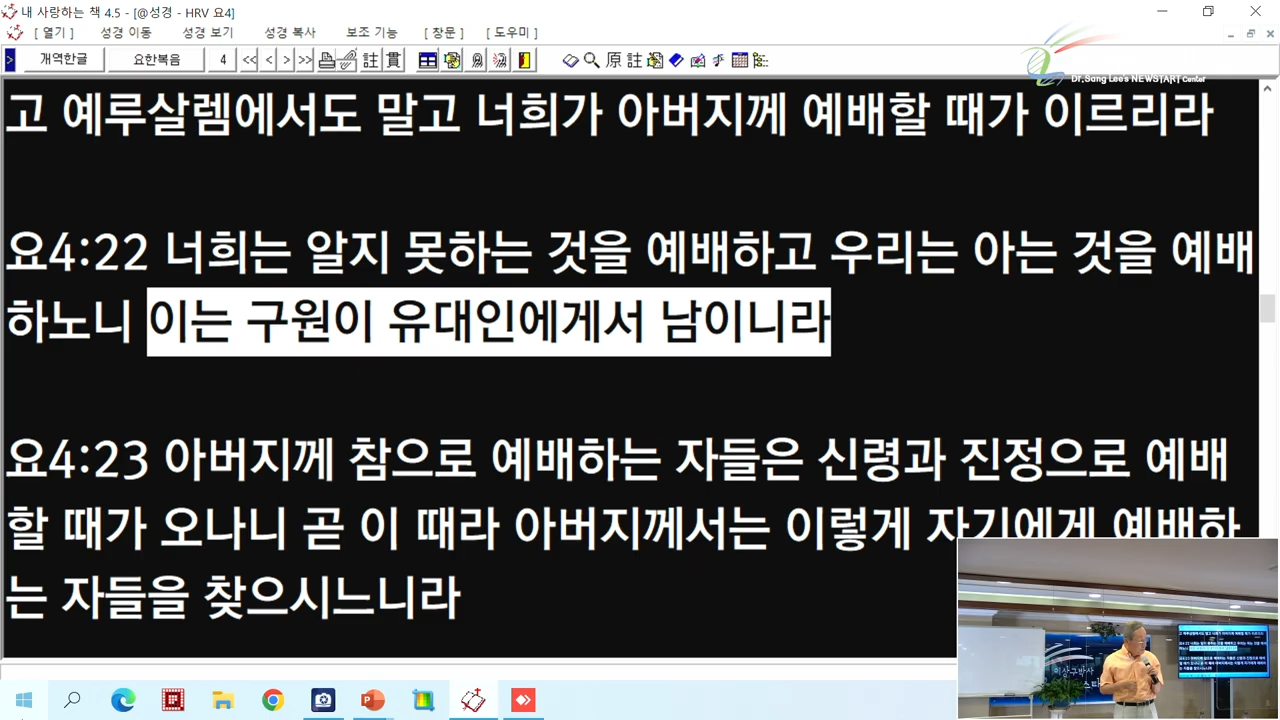 내 사랑하는 책 4.5 - [@성경 - HRV 요4]
[ 열기 ] 성경 이동 성경 보기 성경 복사 보조 기능 [ 창문 ] [ 도우미 ]
> 개역한글 요한복음 4 << < > >> 註 貫 原 註
Dr.Sang Lee's NEWSTART Center
고 예루살렘에서도 말고 너희가 아버지께 예배할 때가 이르리라
요4:22 너희는 알지 못하는 것을 예배하고 우리는 아는 것을 예배
하노니 이는 구원이 유대인에게서 남이니라
요4:23 아버지께 참으로 예배하는 자들은 신령과 진정으로 예배
할 때가 오나니 곧 이 때라 아버지께서는 이렇게 자기에게 예배하
는 자들을 찾으시느니라
이상구박사